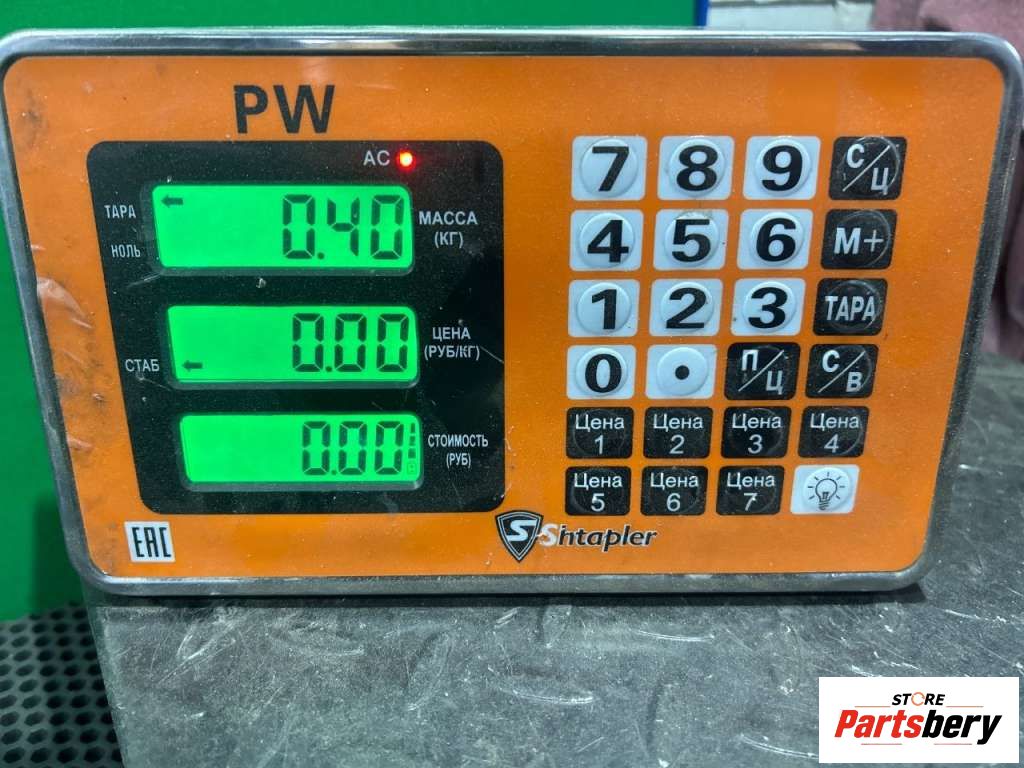 PW
AC
ТАРА
НОЛЬ
0.40
МАССА
(КГ)
СТАБ
0.00
ЦЕНА
(РУБ/КГ)
0.00
СТОИМОСТЬ
(РУБ)
7 8 9 С/Ц
4 5 6 М+
1 2 3 ТАРА
0 . П/Ц С/В
Цена 1 Цена 2 Цена 3 Цена 4
Цена 5 Цена 6 Цена 7
EAC
S Shtapler
STORE
Partsbery